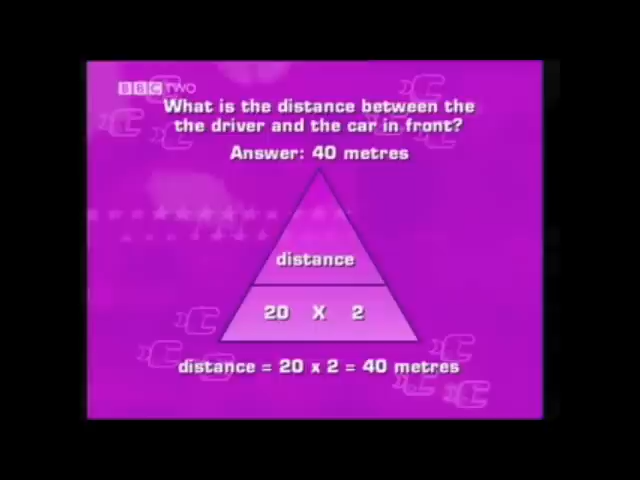 BBC TWO
What is the distance between the
the driver and the car in front?
Answer: 40 metres
distance
20 X 2
distance = 20 x 2 = 40 metres